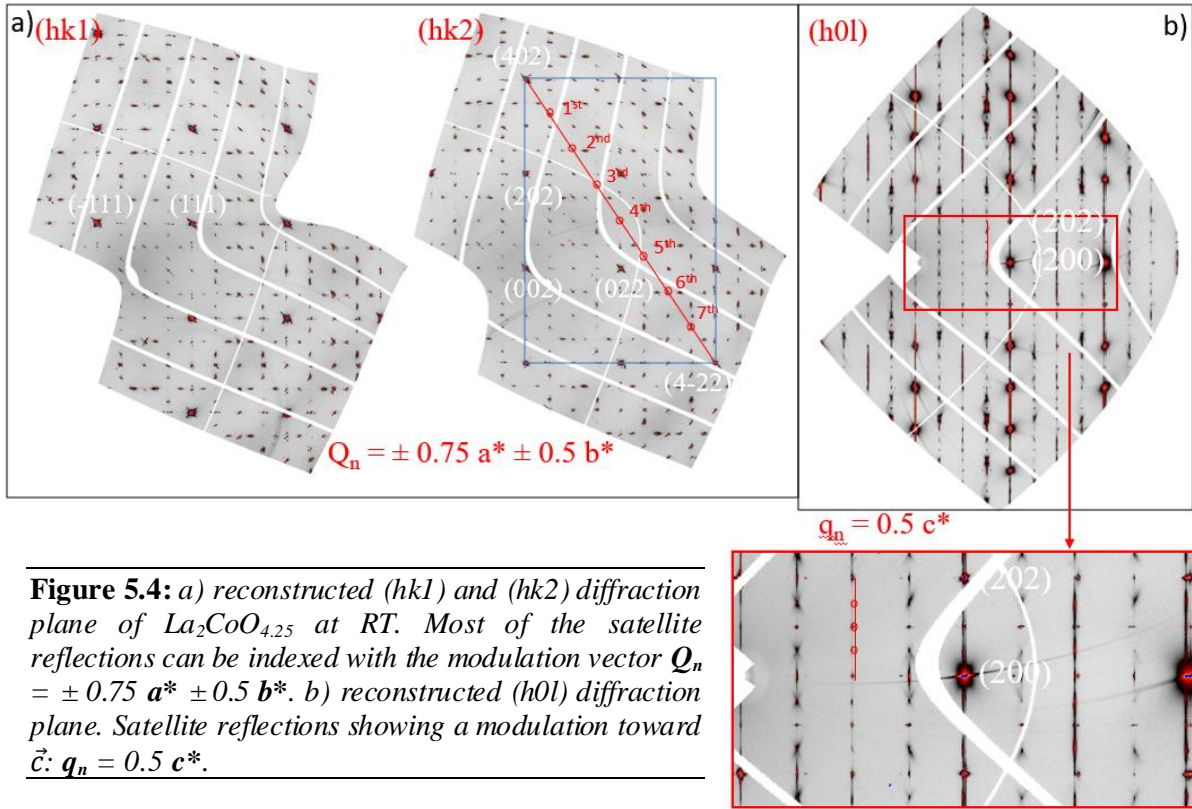 a)
(hk1)
(hk2)
(h0l)
b)
(402)
1st
2nd
3rd
(-111)
(111)
(202)
4th
(202)
5th
(200)
(002)
(022)
6th
7th
(4-22)
Qn = ± 0.75 a* ± 0.5 b*
qn = 0.5 c*
(202)
(200)
Figure 5.4: a) reconstructed (hk1) and (hk2) diffraction
plane of La2CoO4.25 at RT. Most of the satellite
reflections can be indexed with the modulation vector Qn
= ± 0.75 a* ±0.5 b*. b) reconstructed (h0l) diffraction
plane. Satellite reflections showing a modulation toward
c⃗: qn = 0.5 c*.